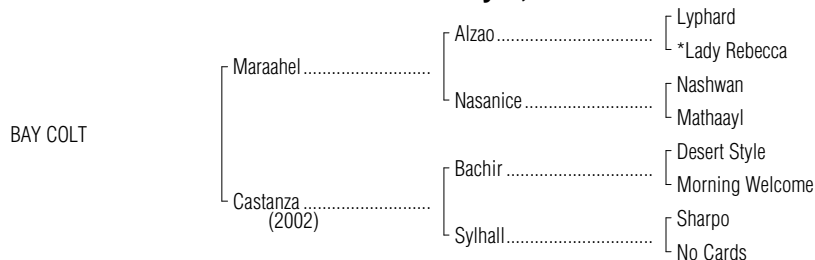 Lyphard
Alzao
*Lady Rebecca
Maraahel
Nashwan
Nasanice
Mathaayl
BAY COLT
Desert Style
Bachir
Morning Welcome
Castanza
(2002)
Sharpo
Sylhall
No Cards